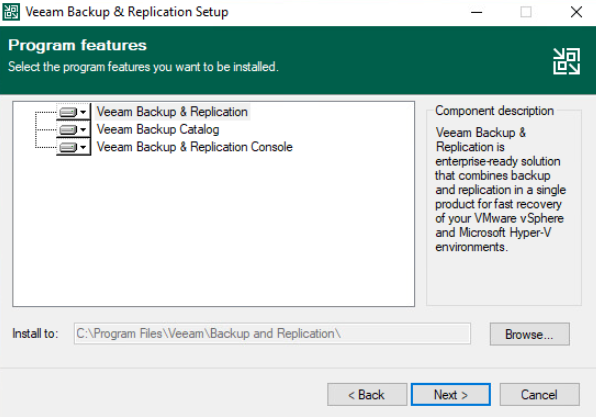 Veeam Backup & Replication Setup
Program features
Select the program features you want to be installed.
Veeam Backup & Replication
Veeam Backup Catalog
Veeam Backup & Replication Console
Component description
Veeam Backup &
Replication is
enterprise-ready solution
that combines backup
and replication in a single
product for fast recovery
of your VMware vSphere
and Microsoft Hyper-V
environments.
Install to:
C:\Program Files\Veeam\Backup and Replication\
Browse...
< Back
Next >
Cancel